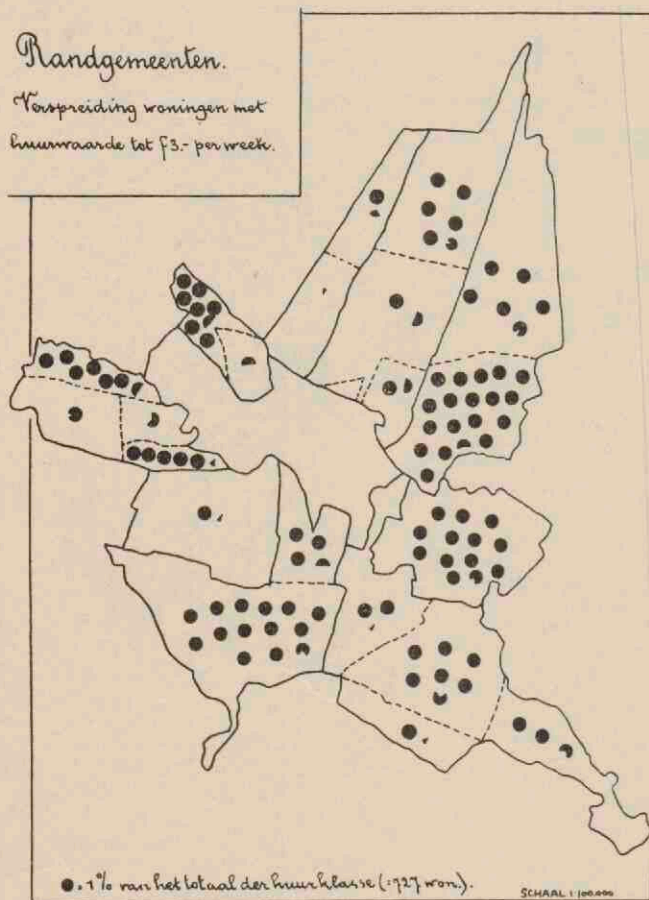 Randgemeenten.
Verspreiding woningen met
huurwaarde tot f3.- per week.
● = 1% van het totaal der huurklasse (=727 won.).
SCHAAL 1:100.000